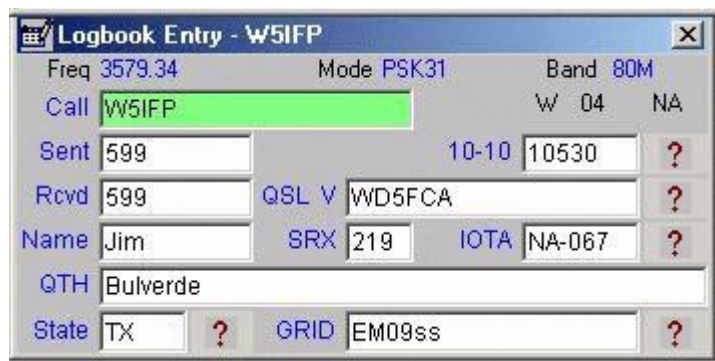 Logbook Entry - W5IFP
Freq 3579.34 Mode PSK31 Band 80M
Call W5IFP W 04 NA
Sent 599 10-10 10530 ?
Rcvd 599 QSL V WD5FCA ?
Name Jim SRX 219 IOTA NA-067 ?
QTH Bulverde
State TX ? GRID EM09ss ?